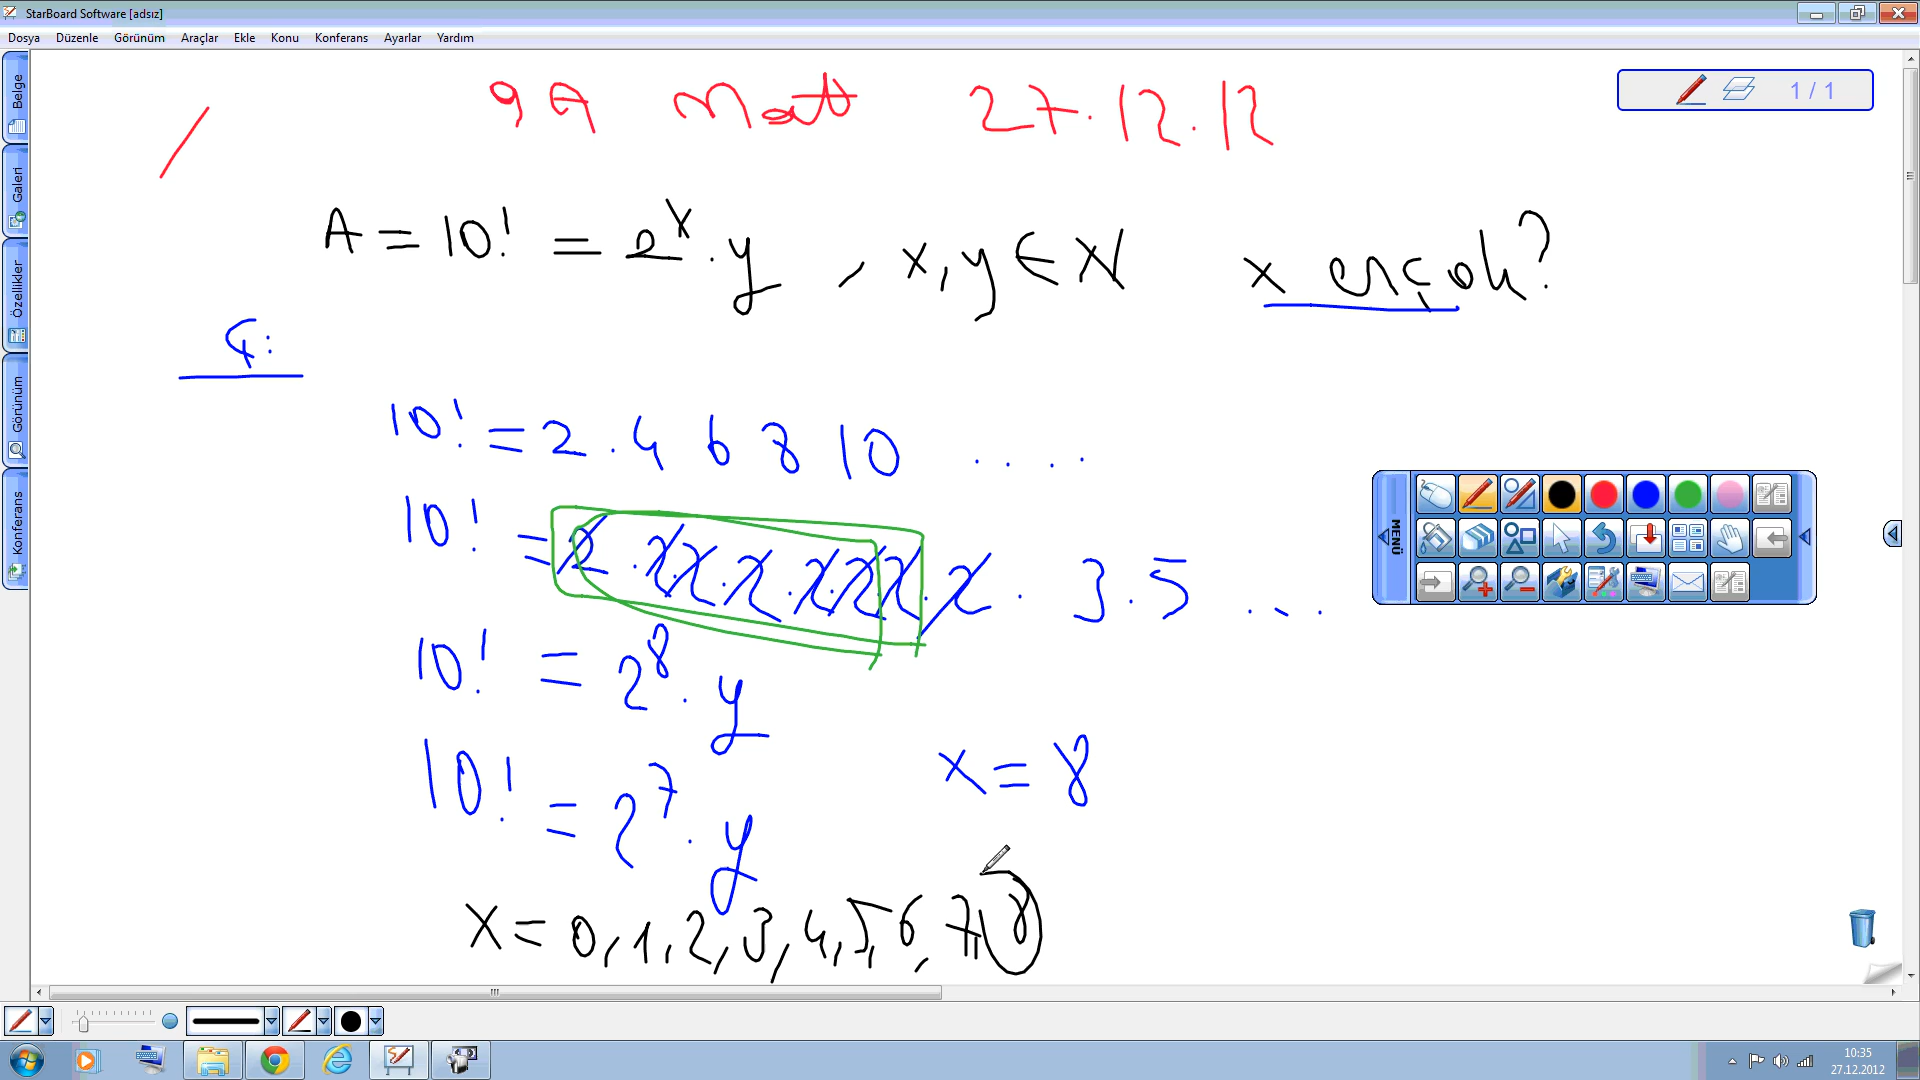 StarBoard Software [adsız]
Dosya Düzenle Görünüm Araçlar Ekle Konu Konferans Ayarlar Yardım
Belge
Galeri
Özellikler
Görünüm
Konferans
1 / 1
9A Mat 27.12.12
A = 10! = 2^x . y , x, y ∈ N x ençok?
Ç:
10! = 2 . 4 6 8 10 . . . .
10! = 2 . 2 . 2 . 2 . 2 . 2 . 2 . 2 . 3 . 5 ...
10! = 2^8 . y
10! = 2^7 . y
x = 8
x = 0, 1, 2, 3, 4, 5, 6, 7, 8
MENÜ
10:35
27.12.2012